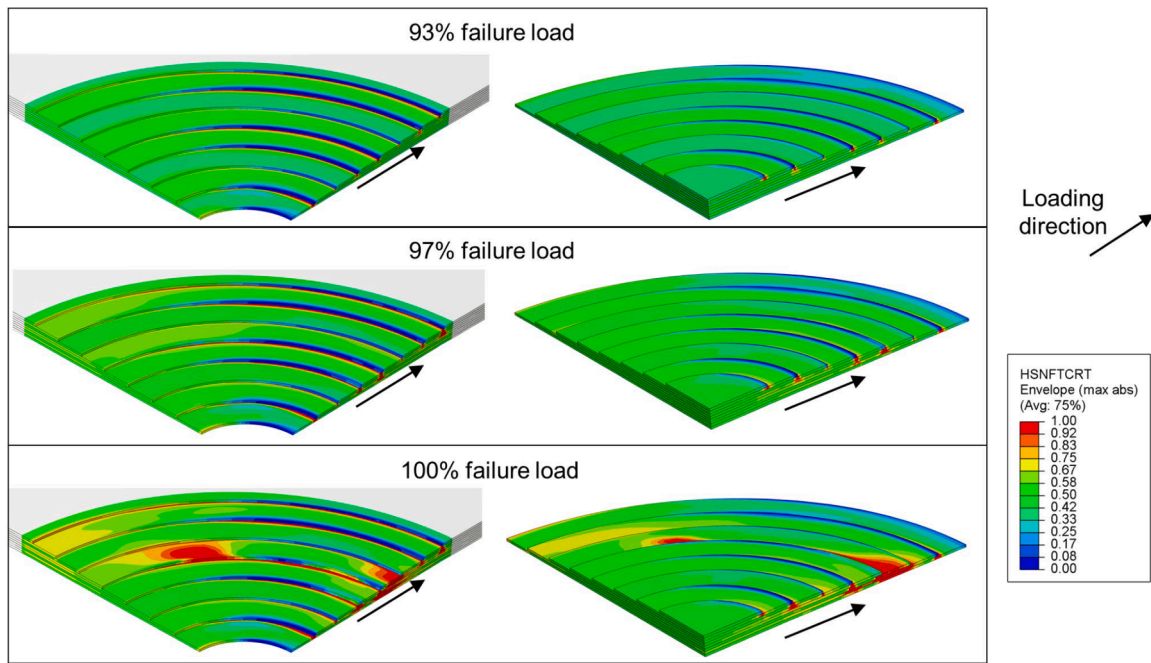 93% failure load
97% failure load
100% failure load
Loading
direction
HSNFTCRT
Envelope (max abs)
(Avg: 75%)
1.00
0.92
0.83
0.75
0.67
0.58
0.50
0.42
0.33
0.25
0.17
0.08
0.00